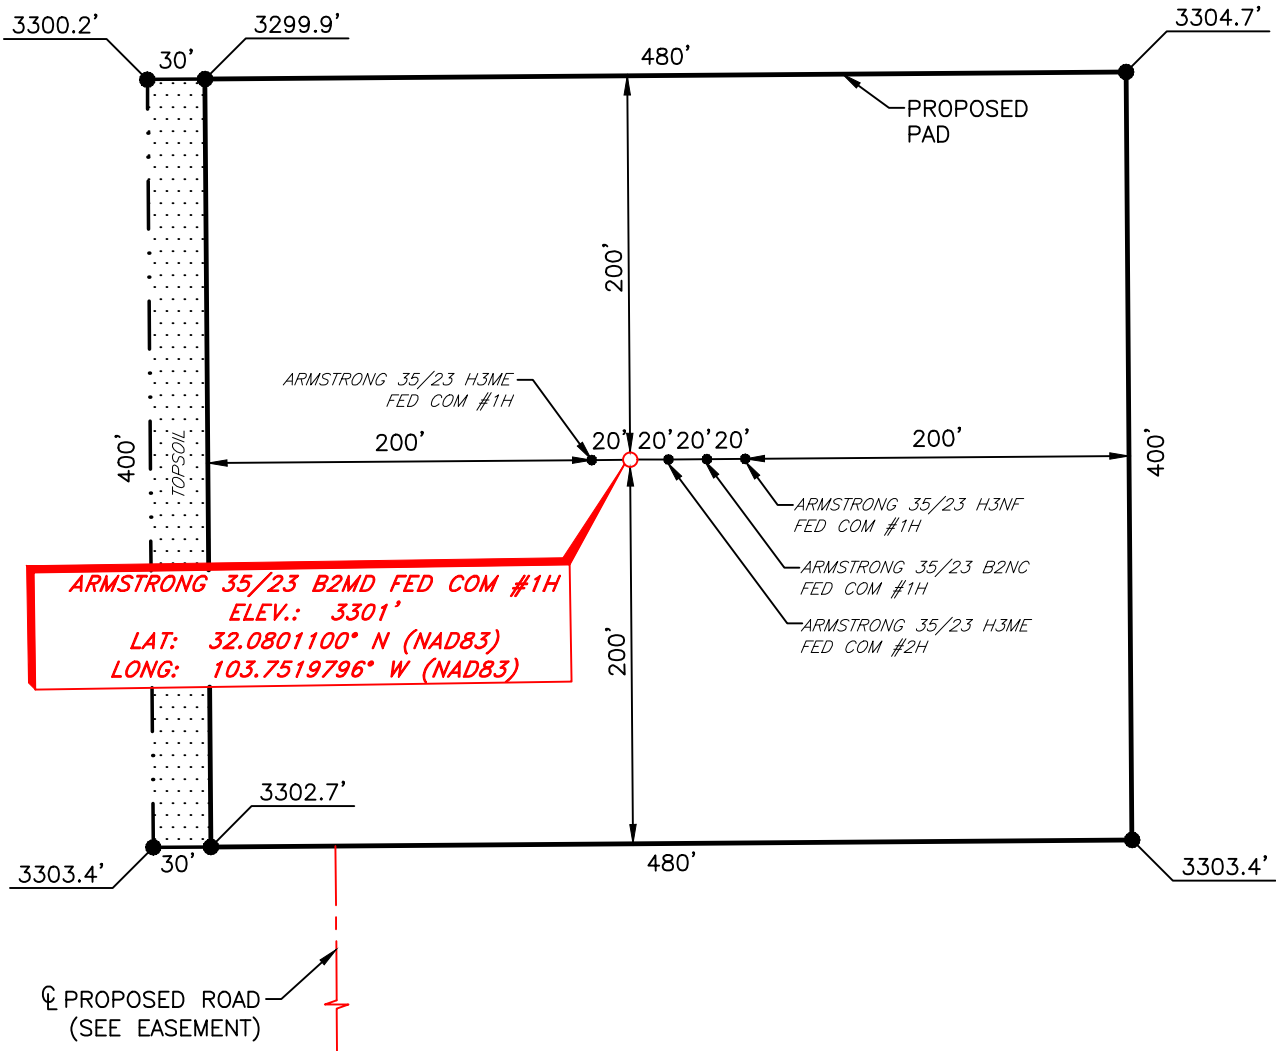 3300.2'
3299.9'
3304.7'
30'
480'
PROPOSED
PAD
200'
ARMSTRONG 35/23 H3ME
FED COM #1H
400'
TOPSOIL
200'
20'
20'
20'
20'
200'
400'
ARMSTRONG 35/23 H3NF
FED COM #1H
ARMSTRONG 35/23 B2NC
FED COM #1H
ARMSTRONG 35/23 H3ME
FED COM #2H
ARMSTRONG 35/23 B2MD FED COM #1H
ELEV.: 3301'
LAT: 32.0801100° N (NAD83)
LONG: 103.7519796° W (NAD83)
200'
3302.7'
3303.4'
30'
480'
3303.4'
℄ PROPOSED ROAD
(SEE EASEMENT)